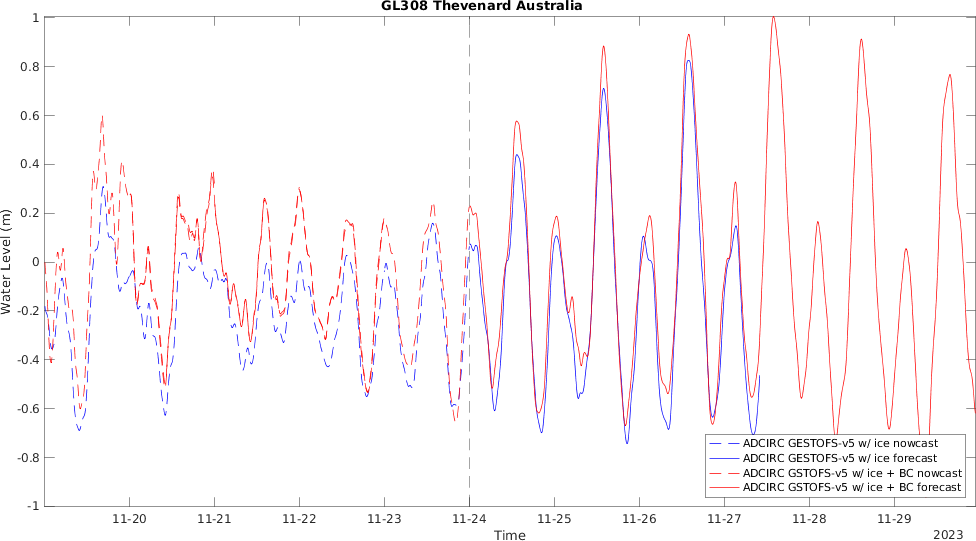 GL308 Thevenard Australia
Water Level (m)
1
0.8
0.6
0.4
0.2
0
-0.2
-0.4
-0.6
-0.8
-1
ADCIRC GESTOFS-v5 w/ ice nowcast
ADCIRC GESTOFS-v5 w/ ice forecast
ADCIRC GSTOFS-v5 w/ ice + BC nowcast
ADCIRC GSTOFS-v5 w/ ice + BC forecast
11-20 11-21 11-22 11-23 11-24 11-25 11-26 11-27 11-28 11-29
Time
2023